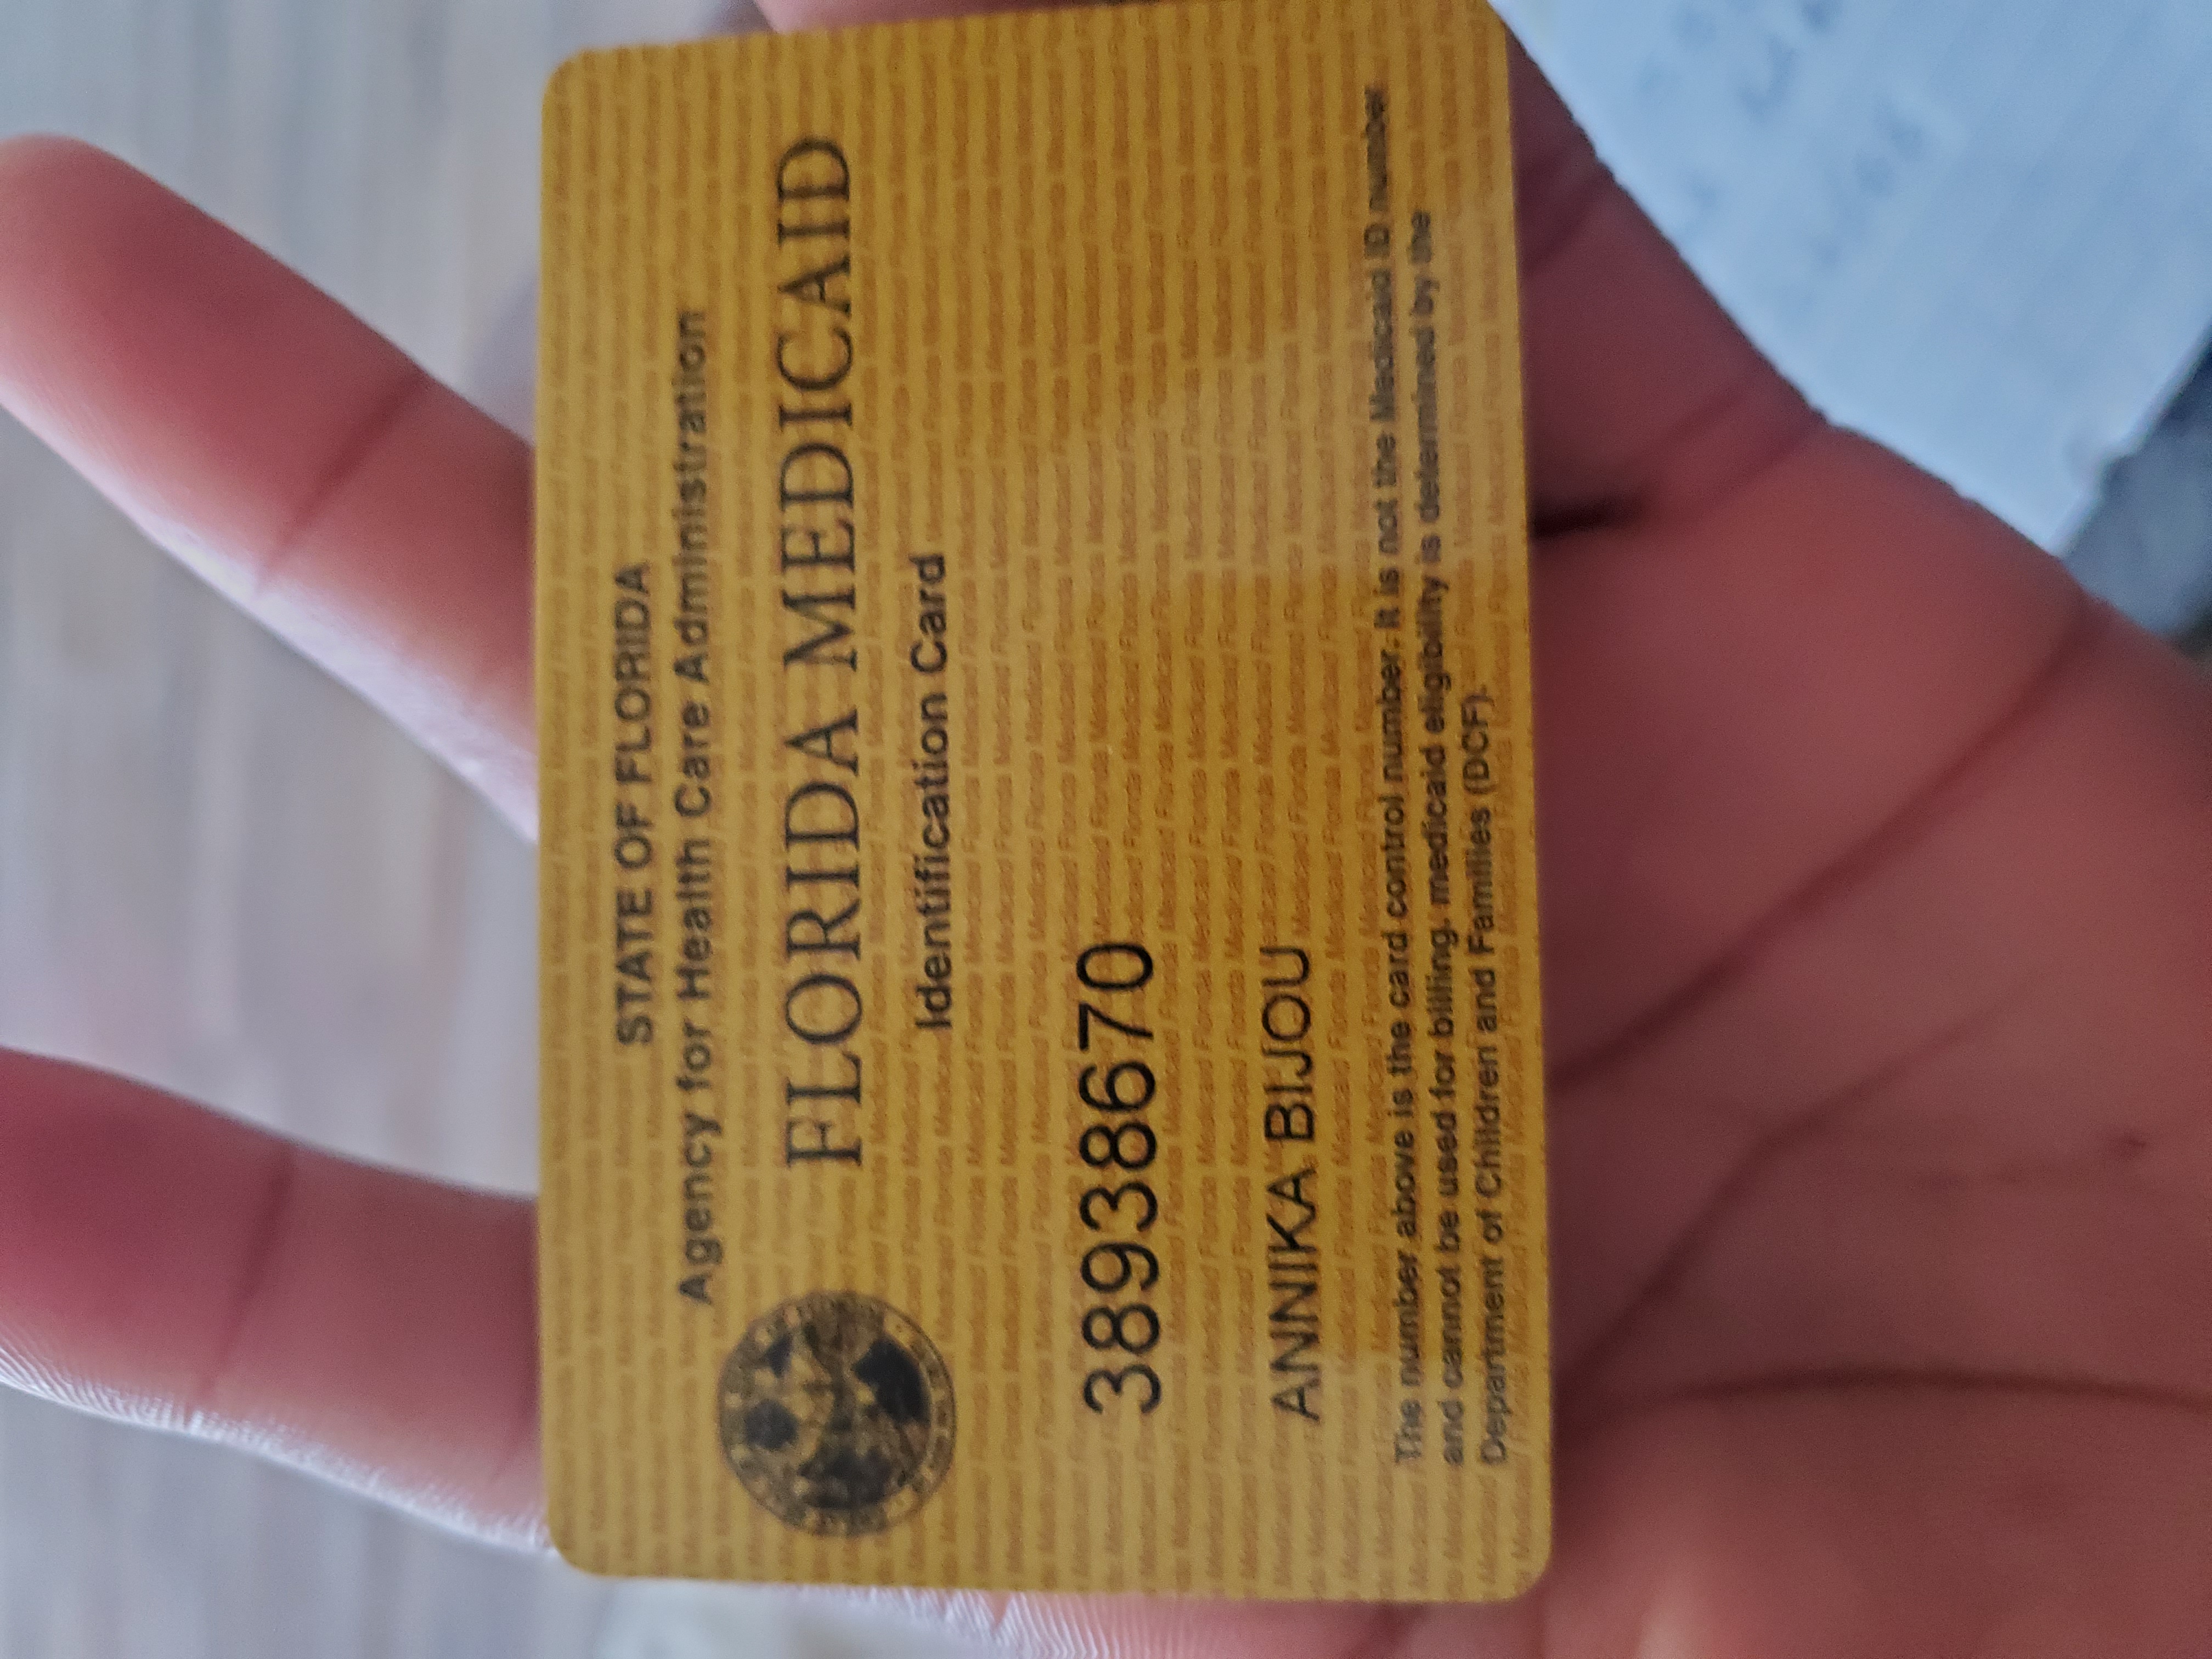 STATE OF FLORIDA
Agency for Health Care Administration
FLORIDA MEDICAID
Identification Card
3893938670
ANNIKA BIJOU
The number above is the card control number. It is not the Medicaid ID number
and cannot be used for billing. medicaid eligibility is determined by the
Department of Children and Families (DCF).